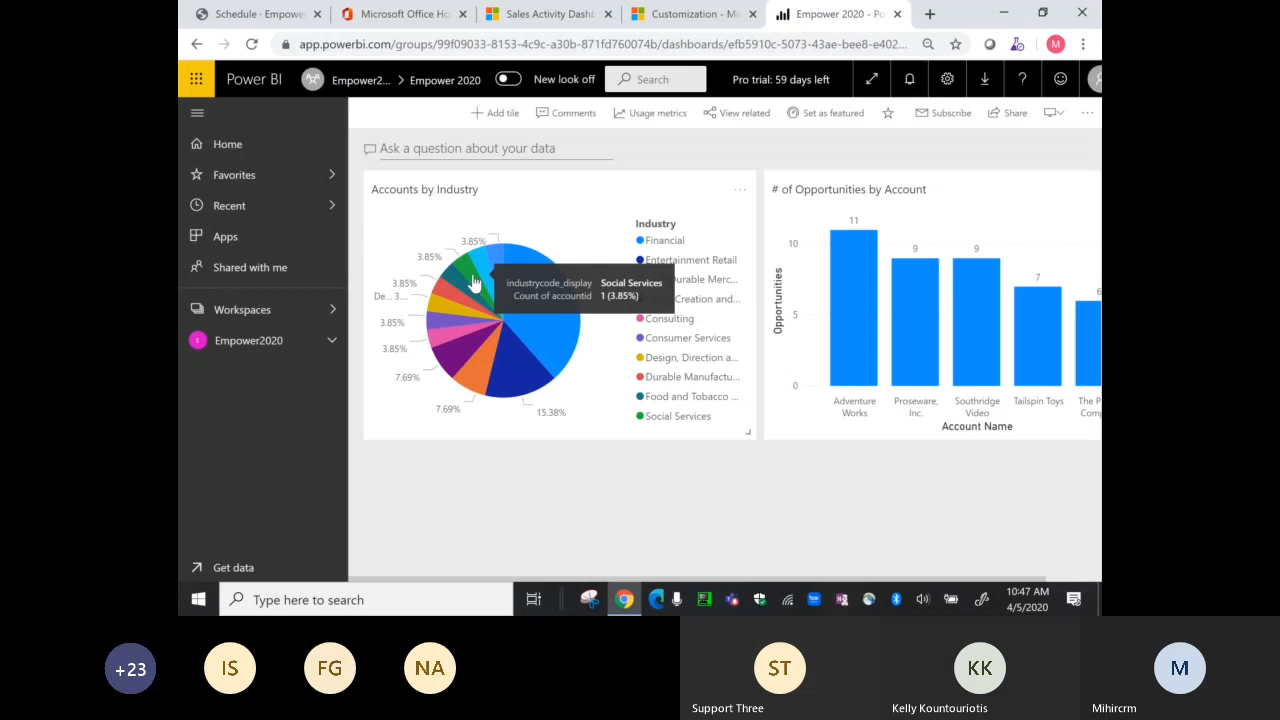 Schedule · Empowe
Microsoft Office Ho
Sales Activity Dash
Customization - Mi
Empower 2020 - Po
app.powerbi.com/groups/99f09033-8153-4c9c-a30b-871fd760074b/dashboards/efb5910c-5073-43ae-bee8-e402...
M
Power BI
Empower2... > Empower 2020
New look off
Search
Pro trial: 59 days left
Add tile
Comments
Usage metrics
View related
Set as featured
Subscribe
Share
Home
Favorites
Recent
Apps
Shared with me
Workspaces
E
Empower2020
Get data
Ask a question about your data
Accounts by Industry
3.85%
3.85%
3.85%
De... 3....
3.85%
3.85%
7.69%
7.69%
15.38%
industrycode_display Social Services
Count of accountid 1 (3.85%)
Industry
Financial
Entertainment Retail
Durable Merc...
Creation and...
Consulting
Consumer Services
Design, Direction a...
Durable Manufactu...
Food and Tobacco ...
Social Services
# of Opportunities by Account
Opportunities
10
5
0
11
9
9
7
6
Adventure Works
Proseware, Inc.
Southridge Video
Tailspin Toys
The P
Comp
Account Name
Type here to search
10:47 AM
4/5/2020
+23
IS
FG
NA
ST
Support Three
KK
Kelly Kountouriotis
M
Mihircrm